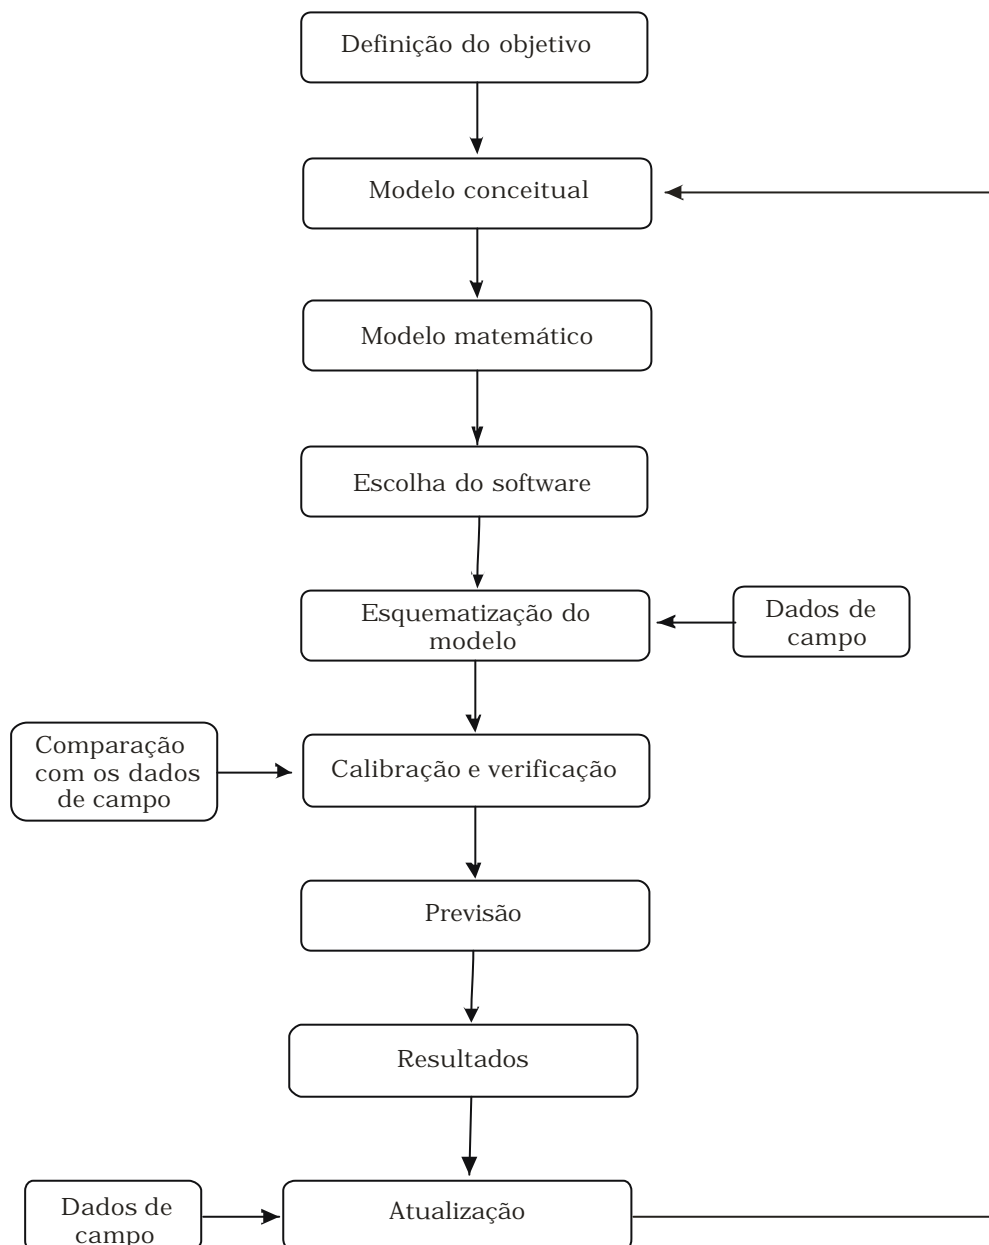 Definição do objetivo
Modelo conceitual
Modelo matemático
Escolha do software
Esquematização do
modelo
Dados de
campo
Comparação
com os dados
de campo
Calibração e verificação
Previsão
Resultados
Dados de
campo
Atualização